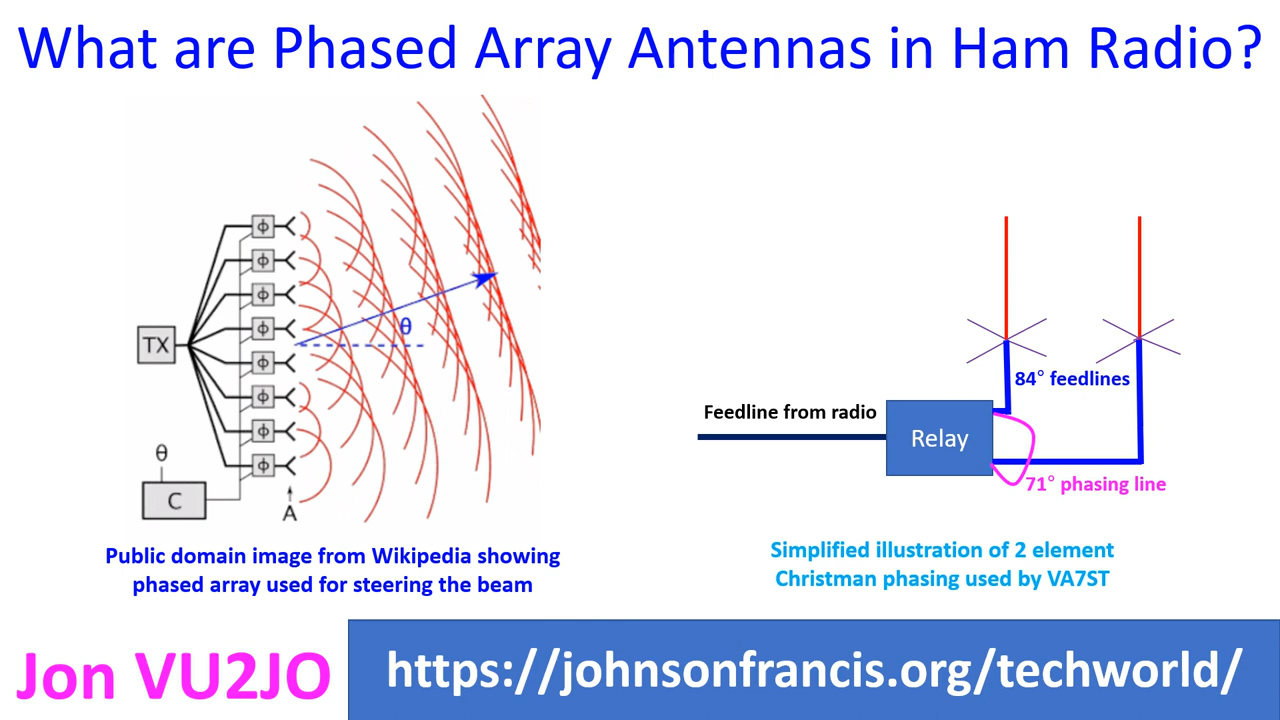 What are Phased Array Antennas in Ham Radio?
ϕ
ϕ
ϕ
ϕ
ϕ
ϕ
ϕ
ϕ
TX
θ
θ
C
A
Public domain image from Wikipedia showing
phased array used for steering the beam
84° feedlines
Feedline from radio
Relay
71° phasing line
Simplified illustration of 2 element
Christman phasing used by VA7ST
Jon VU2JO
https://johnsonfrancis.org/techworld/